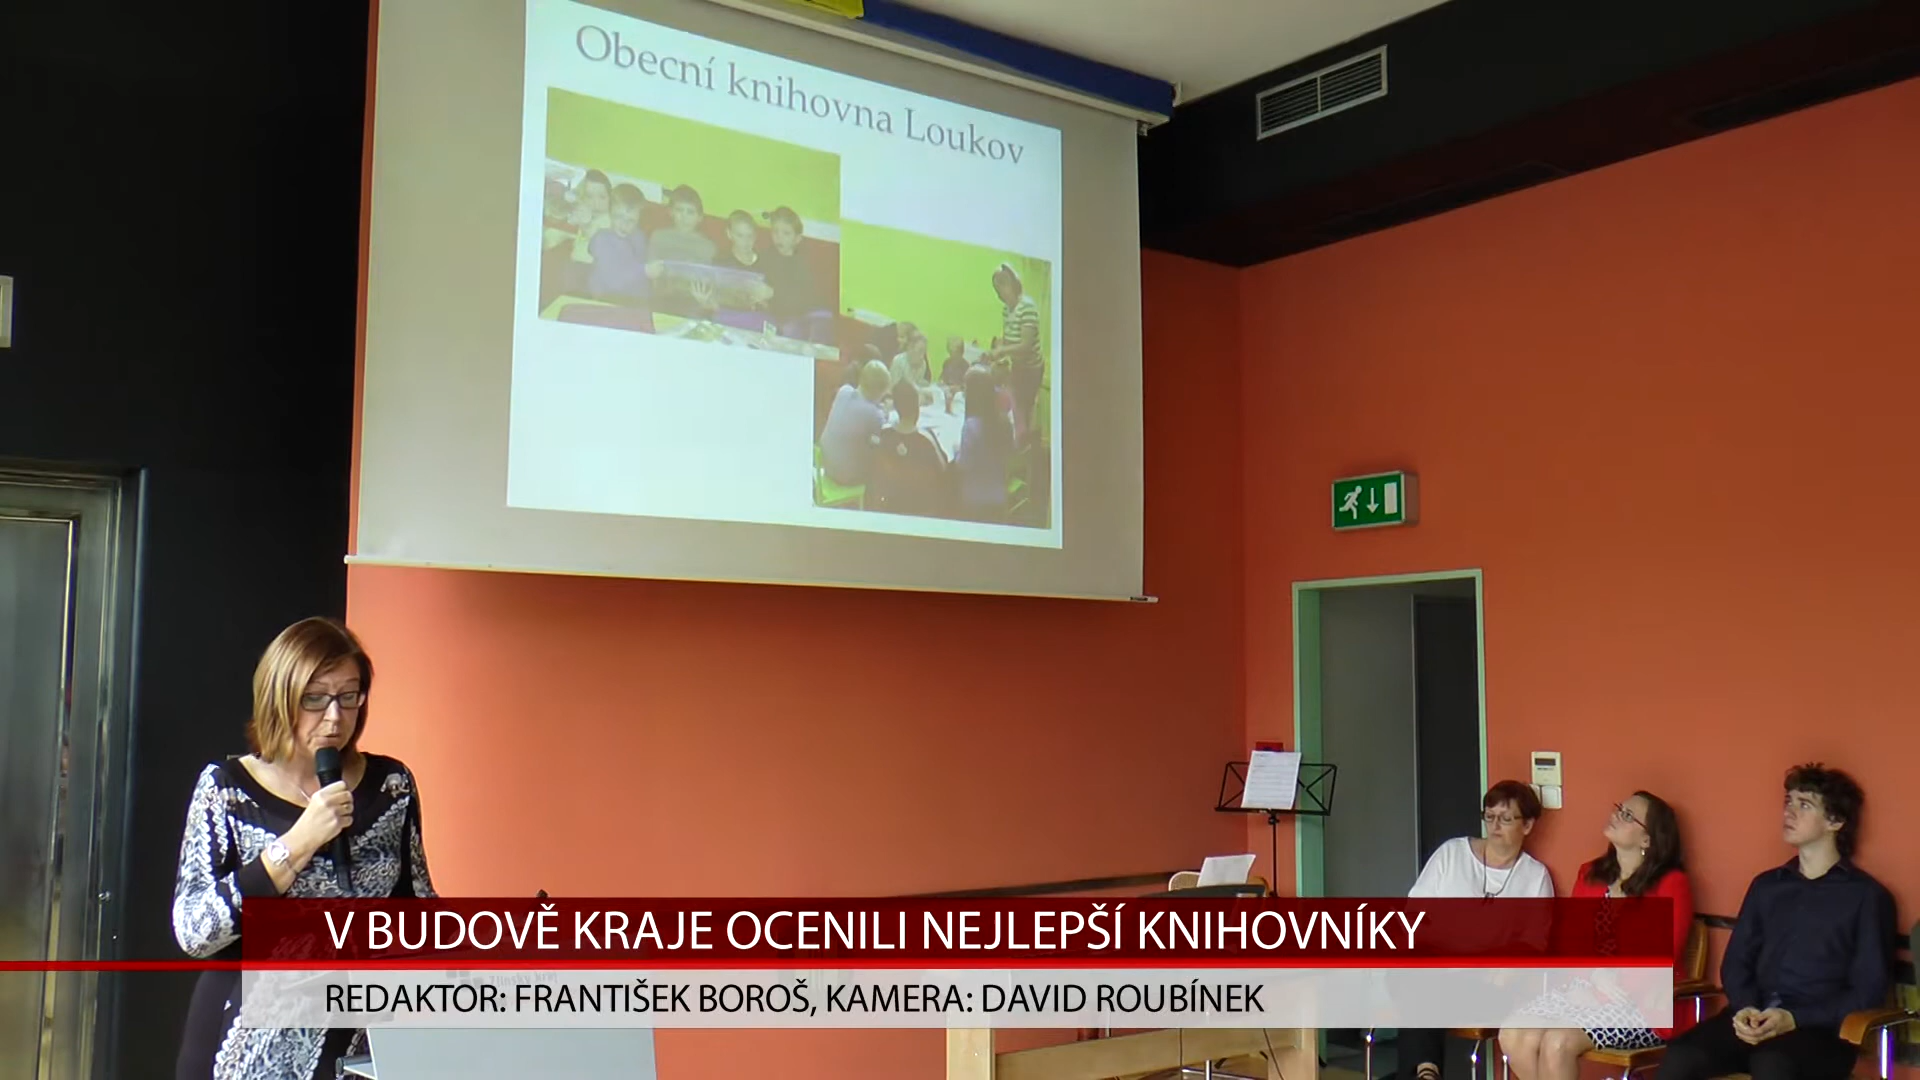 Obecní knihovna Loukov
V BUDOVĚ KRAJE OCENILI NEJLEPŠÍ KNIHOVNÍKY
REDAKTOR: FRANTIŠEK BOROŠ, KAMERA: DAVID ROUBÍNEK